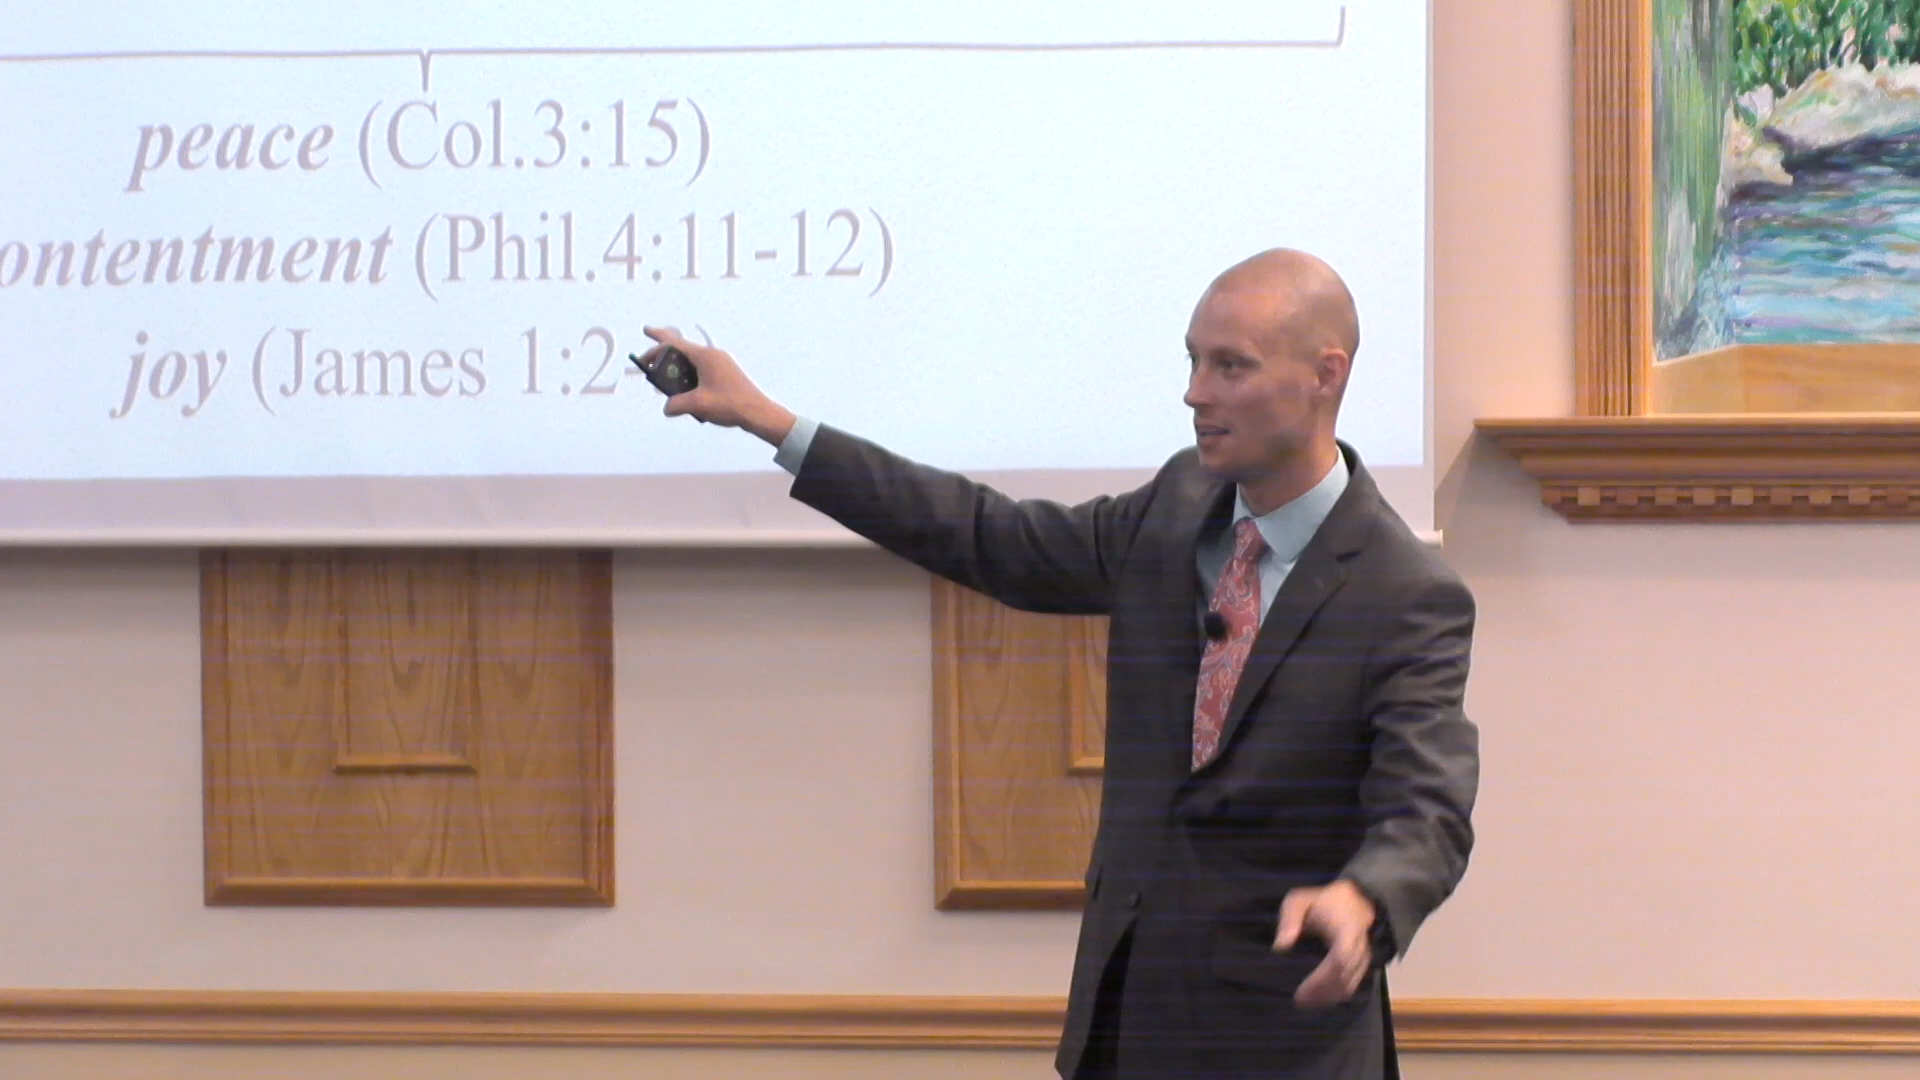 peace (Col.3:15)
ontentment (Phil.4:11-12)
joy (James 1:2-